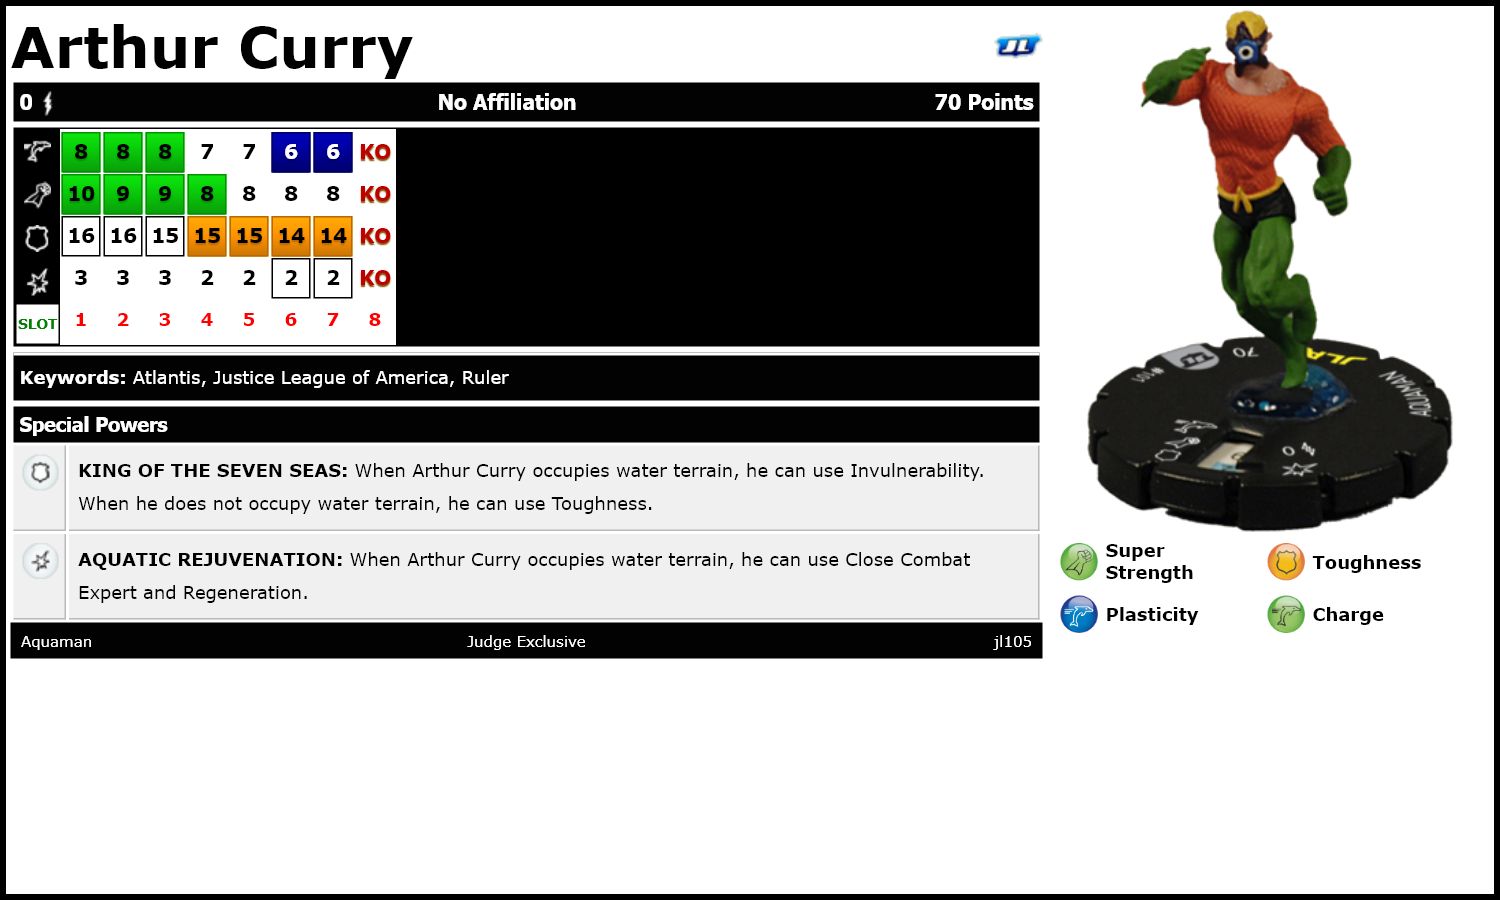 Arthur Curry
JL
0 No Affiliation 70 Points
8 8 8 7 7 6 6 KO
10 9 9 8 8 8 8 KO
16 16 15 15 15 14 14 KO
3 3 3 2 2 2 2 KO
SLOT 1 2 3 4 5 6 7 8
Keywords: Atlantis, Justice League of America, Ruler
Special Powers
KING OF THE SEVEN SEAS: When Arthur Curry occupies water terrain, he can use Invulnerability.
When he does not occupy water terrain, he can use Toughness.
AQUATIC REJUVENATION: When Arthur Curry occupies water terrain, he can use Close Combat
Expert and Regeneration.
Aquaman Judge Exclusive jl105
#101
JL
70
JLA
AQUAMAN
0
Super
Strength
Toughness
Plasticity
Charge